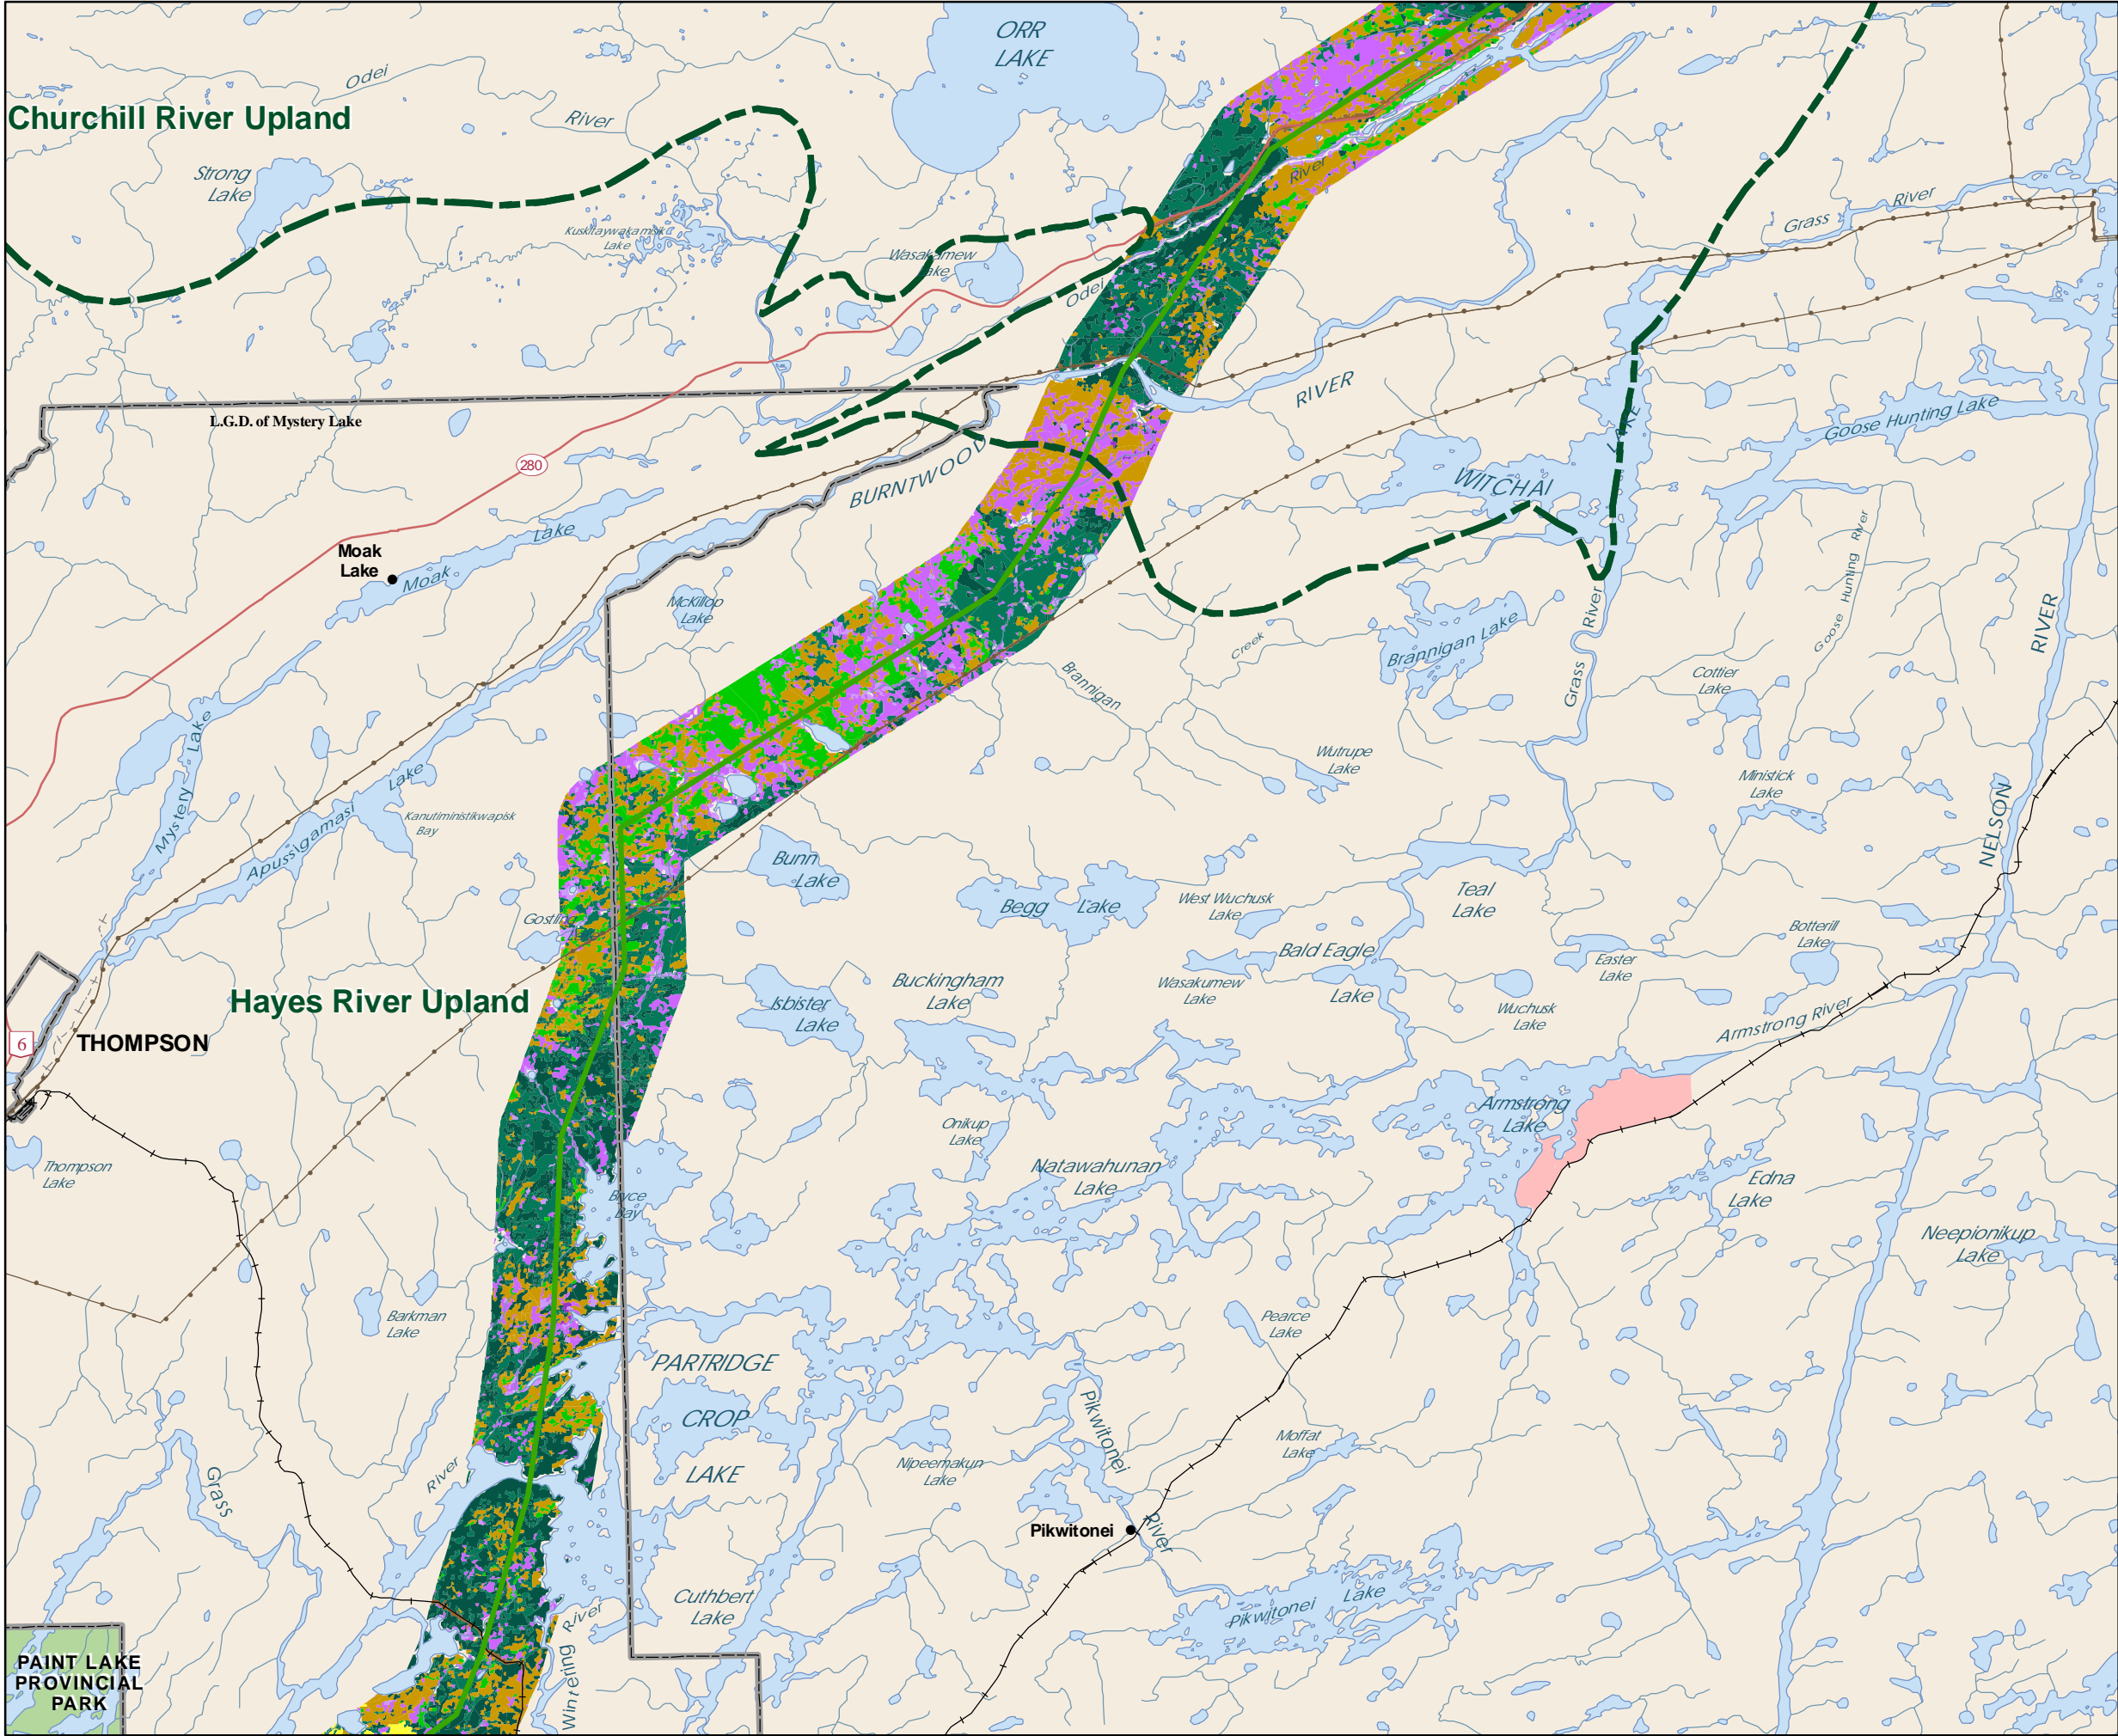 ORR
LAKE
Odei
River
Churchill River Upland
Strong
Lake
Kuskitaywakamisik
Lake
Wasakamew
Lake
River
Odei
Grass
River
RIVER
L.G.D. of Mystery Lake
280
BURNTWOOD
Goose Hunting Lake
LAKE
WITCHAI
Moak
Lake
Moak
Lake
McKillop
Lake
Goose
Hunting
River
Creek
Brannigan
Brannigan Lake
River
Grass
RIVER
NELSON
Cottier
Lake
Wutrupe
Lake
Ministick
Lake
Mystery
Lake
Apussigamasi
Lake
Kanutiministikwapisk
Bay
Bunn
Lake
Begg
Lake
West Wuchusk
Lake
Teal
Lake
Gostling
Botterill
Lake
Bald Eagle
Lake
Easter
Lake
Hayes River Upland
Isbister
Lake
Buckingham
Lake
Wasakumew
Lake
Wuchusk
Lake
Armstrong River
6
THOMPSON
Armstrong
Lake
Onikup
Lake
Natawahunan
Lake
Thompson
Lake
Bryce
Bay
Edna
Lake
Neepionikup
Lake
Barkman
Lake
Pearce
Lake
PARTRIDGE
CROP
LAKE
Pikwitonei
River
Moffat
Lake
Nipeemakun
Lake
Grass
River
Pikwitonei
Cuthbert
Lake
Pikwitonei
Lake
Wintering
River
PAINT LAKE
PROVINCIAL
PARK